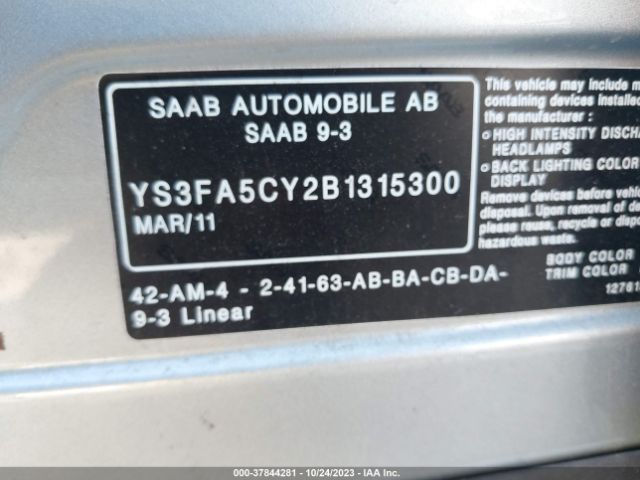 SAAB AUTOMOBILE AB
SAAB 9-3
YS3FA5CY2B1315300
MAR/11
42-AM-4 - 2-41-63-AB-BA-CB-DA-
9-3 Linear
This vehicle may include m
containing devices installe
the manufacturer :
HIGH INTENSITY DISCHA
HEADLAMPS
BACK LIGHTING COLOR
DISPLAY
Remove devices before vehic
disposal. Upon removal of de
please reuse, recycle or dispo
hazardous waste.
BODY COLOR
TRIM COLOR
12761
000-37844281 - 10/24/2023 - IAA Inc.